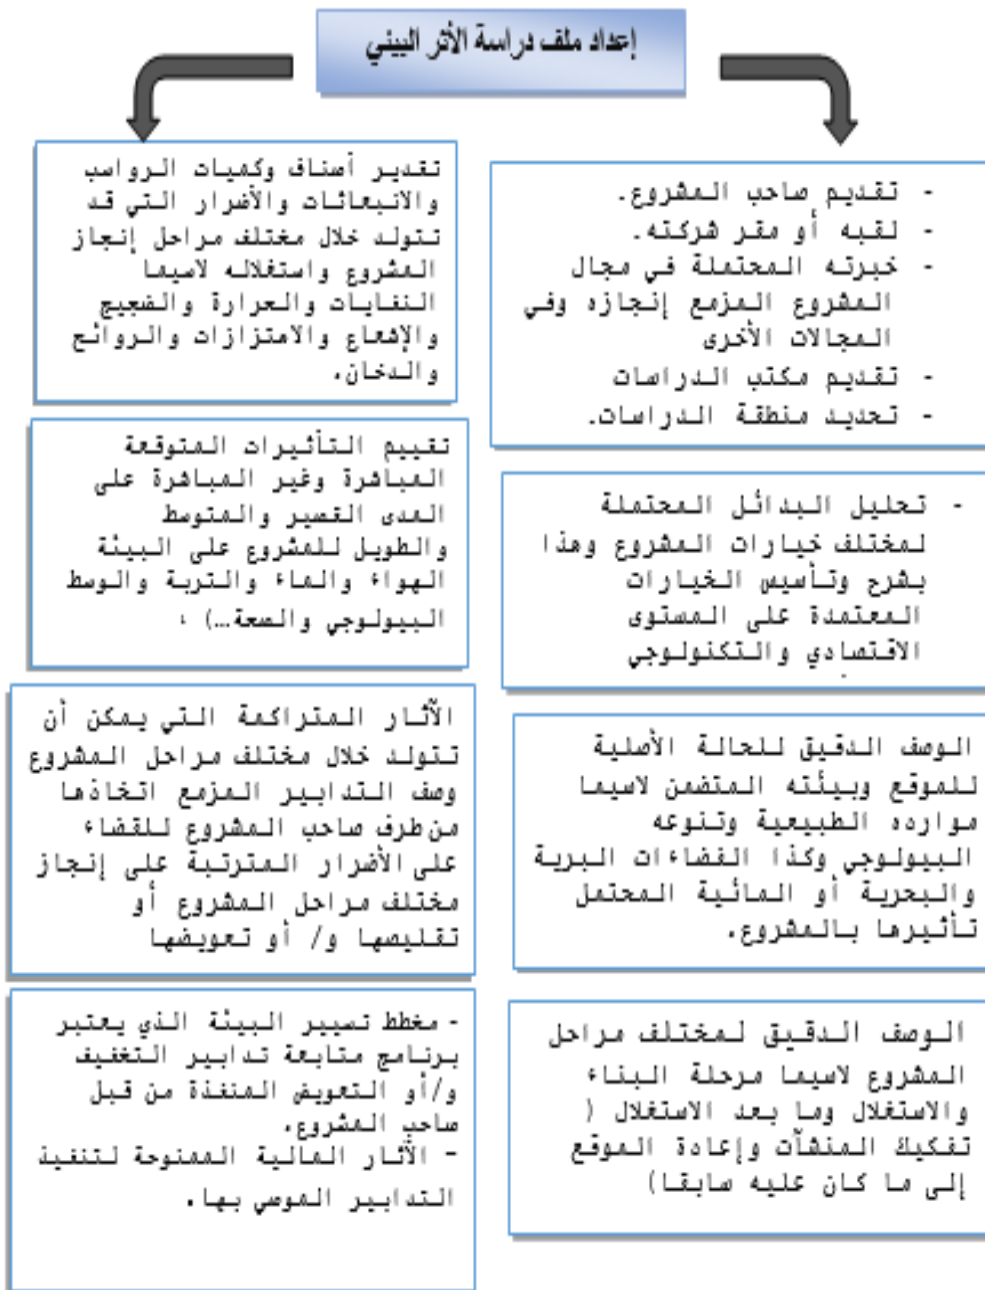 إعداد ملف دراسة الأثر البيئي
- تقديم صاحب المشروع.
- لقبه أو مقر شركته.
- خبرته المحتملة في مجال
المشروع المزمع إنجازه وفي
المجالات الأخرى
- تقديم مكتب الدراسات
- تحديد منطقة الدراسات.
- تحليل البدائل المحتملة
لمختلف خيارات المشروع وهذا
بشرح وتأسيس الخيارات
المعتمدة على المستوى
الاقتصادي والتكنولوجي
الوصف الدقيق للحالة الأصلية
للموقع وبيئته المتضمن لاسيما
موارده الطبيعية وتنوعه
البيولوجي وكذا الفضاءات البرية
والبحرية أو المائية المحتمل
تأثيرها بالمشروع.
الوصف الدقيق لمختلف مراحل
المشروع لاسيما مرحلة البناء
والاستغلال وما بعد الاستغلال (
تفكيك المنشآت وإعادة الموقع
إلى ما كان عليه سابقا)
تقدير أصناف وكميات الرواسب
والانبعاثات والأضرار التي قد
تتولد خلال مختلف مراحل إنجاز
المشروع واستغلاله لاسيما
النفايات والحرارة والضجيج
والإشعاع والاهتزازات والروائح
والدخان.
تقييم التأثيرات المتوقعة
المباشرة وغير المباشرة على
المدى القصير والمتوسط
والطويل للمشروع على البيئة
الهواء والماء والتربة والوسط
البيولوجي والصحة...) ،
الآثار المتراكمة التي يمكن أن
تتولد خلال مختلف مراحل المشروع
وصف التدابير المزمع اتخاذها
من طرف صاحب المشروع للقضاء
على الأضرار المترتبة على إنجاز
مختلف مراحل المشروع أو
تقليصها و/ أو تعويضها
- مخطط تسيير البيئة الذي يعتبر
برنامج متابعة تدابير التخفيف
و/أو التعويض المنفذة من قبل
صاحب المشروع.
- الآثار المالية الممنوحة لتنفيذ
التدابير الموصي بها.